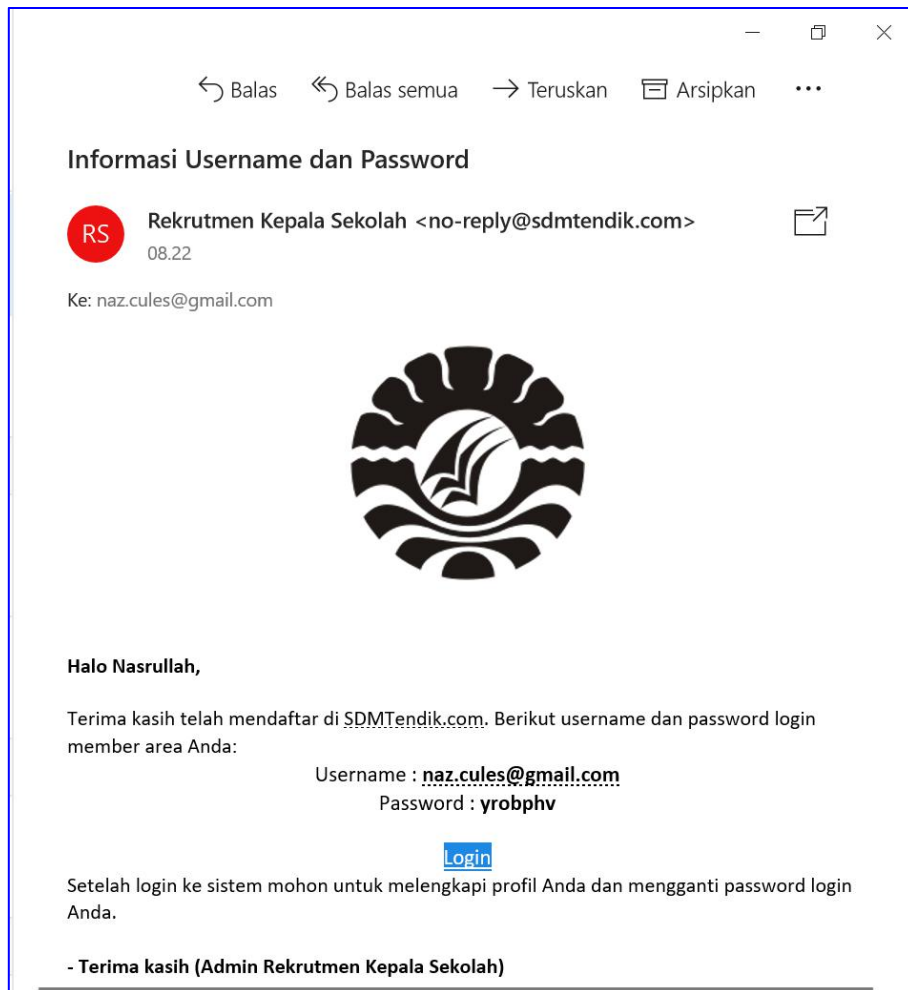 Balas Balas semua Teruskan Arsipkan ...
Informasi Username dan Password
RS
Rekrutmen Kepala Sekolah <no-reply@sdmtendik.com>
08.22
Ke: naz.cules@gmail.com
Halo Nasrullah,
Terima kasih telah mendaftar di SDMTendik.com. Berikut username dan password login
member area Anda:
Username : naz.cules@gmail.com
Password : yrobphv
Login
Setelah login ke sistem mohon untuk melengkapi profil Anda dan mengganti password login
Anda.
- Terima kasih (Admin Rekrutmen Kepala Sekolah)